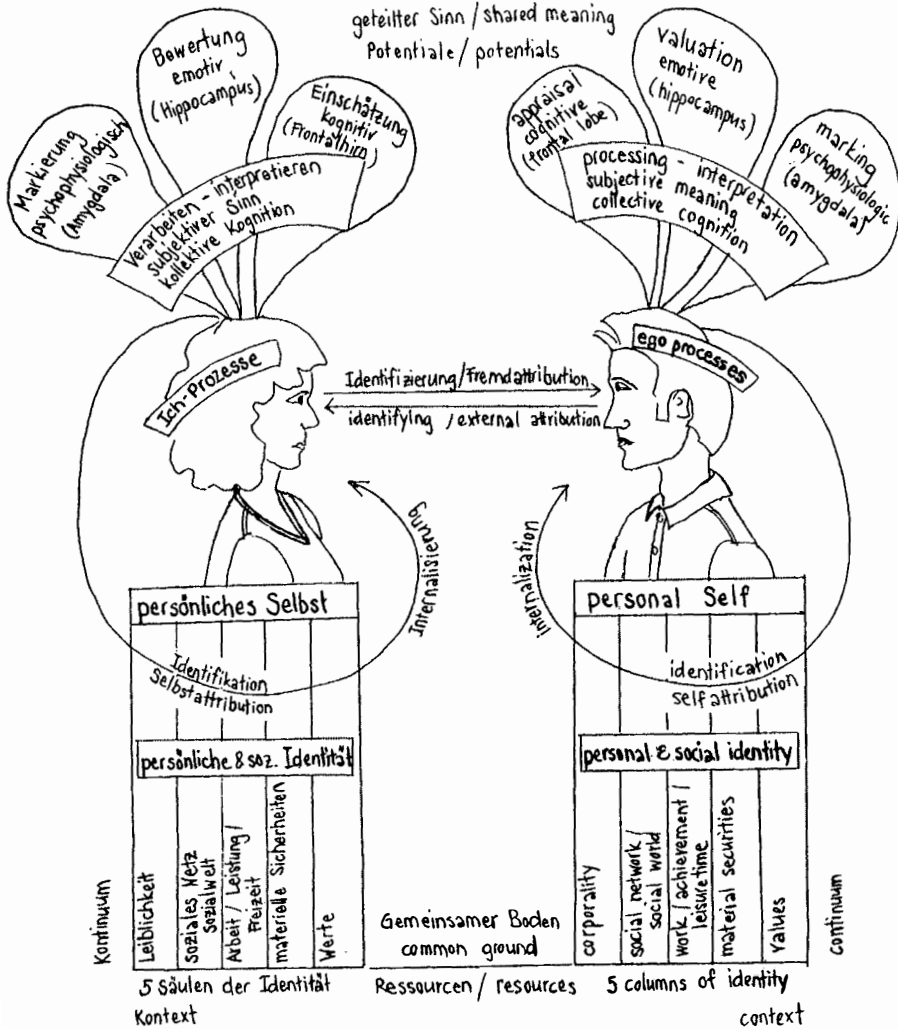 geteilter Sinn / shared meaning
Potentiale / potentials
Bewertung
emotiv
(Hippocampus)
Markierung
psychophysiologisch
(Amygdala)
Einschätzung
kognitiv
(Frontalhirn)
Verarbeiten - interpretieren
subjektiver Sinn
kollektive Kognition
appraisal
cognitive
(frontal lobe)
valuation
emotive
(hippocampus)
marking
psychophysiologic
(amygdala)
processing - interpretation
subjective meaning
collective cognition
Ich-Prozesse
ego processes
Identifizierung/Fremdattribution
identifying / external attribution
Internalisierung
internalization
persönliches Selbst
Identifikation
Selbstattribution
persönliche & soz. Identität
Kontinuum
Leiblichkeit
soziales Netz
Sozialwelt
Arbeit / Leistung /
Freizeit
materielle Sicherheiten
Werte
5 Säulen der Identität
Kontext
Gemeinsamer Boden
common ground
Ressourcen / resources
personal Self
identification
self attribution
personal & social identity
corporality
social network /
social world
work / achievement /
leisure time
material securities
values
continuum
5 columns of identity
context